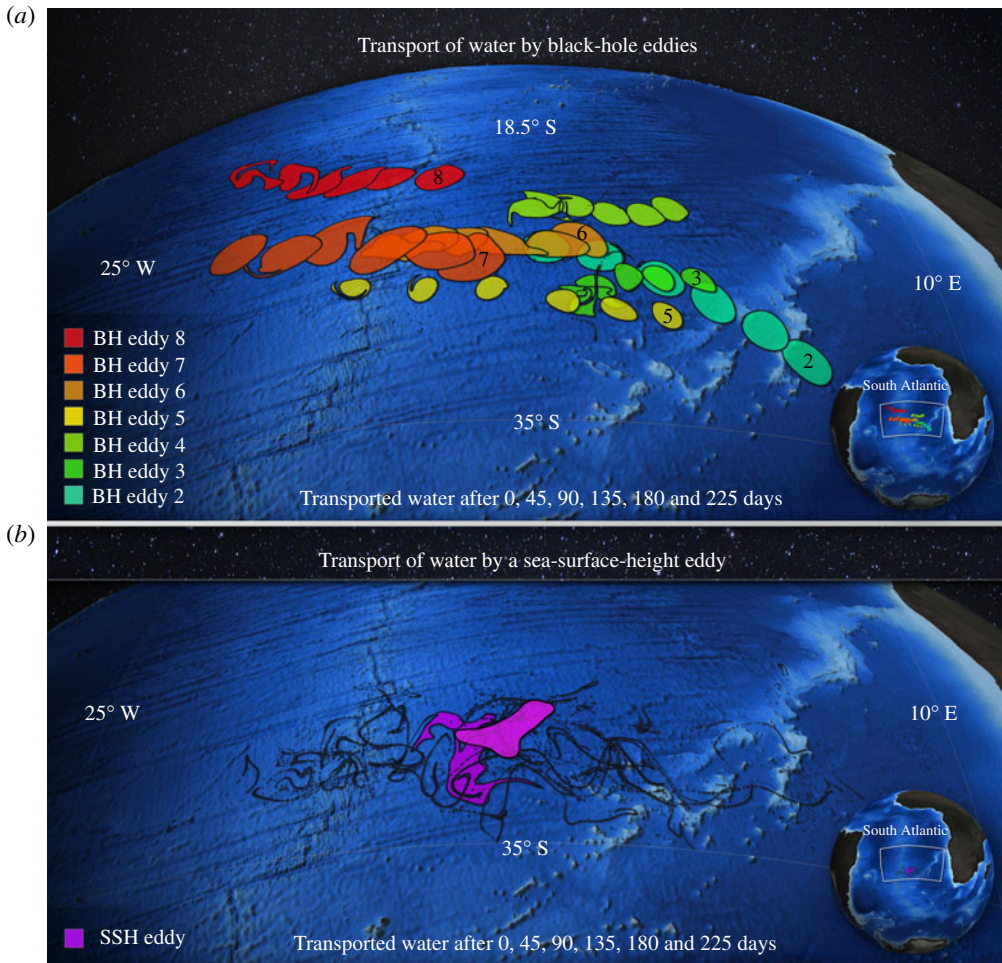 (a)
Transport of water by black-hole eddies
18.5° S
8
6
7
25° W
10° E
3
5
2
BH eddy 8
BH eddy 7
BH eddy 6
BH eddy 5
BH eddy 4
BH eddy 3
BH eddy 2
South Atlantic
35° S
Transported water after 0, 45, 90, 135, 180 and 225 days
(b)
Transport of water by a sea-surface-height eddy
25° W
10° E
35° S
South Atlantic
SSH eddy
Transported water after 0, 45, 90, 135, 180 and 225 days